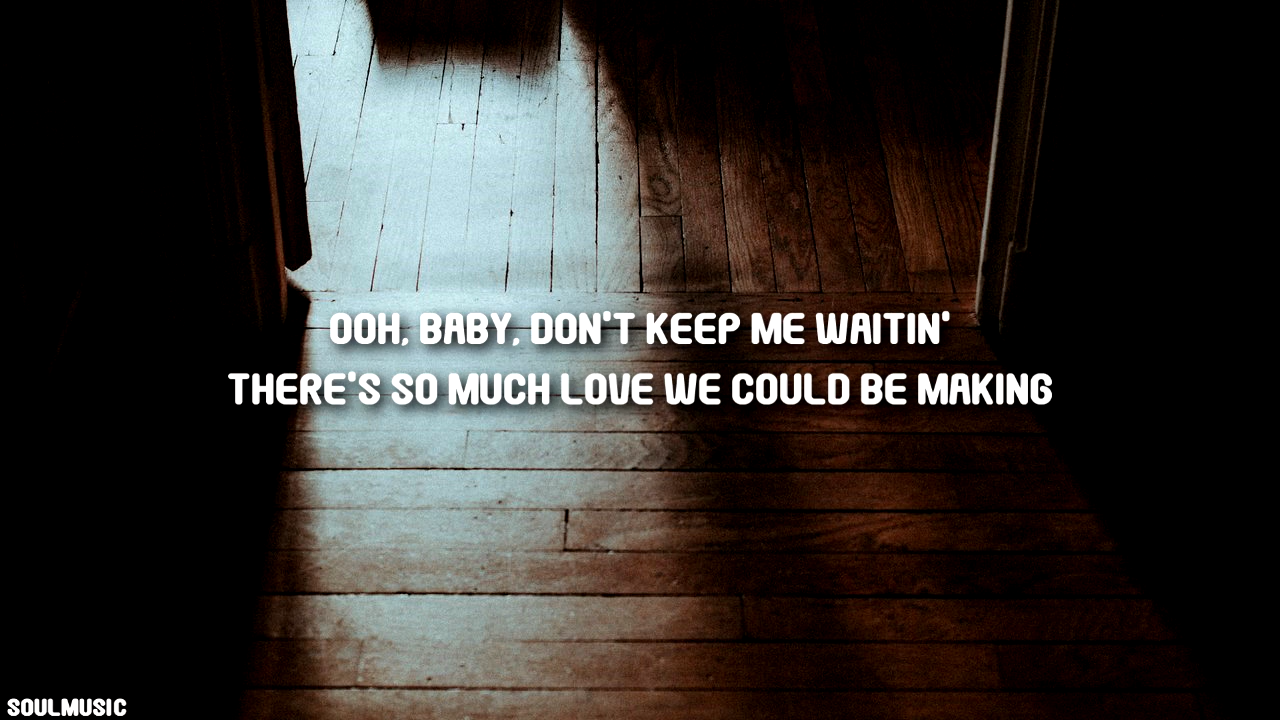 OOH, BABY, DON'T KEEP ME WAITIN'
THERE'S SO MUCH LOVE WE COULD BE MAKING
SOULMUSIC